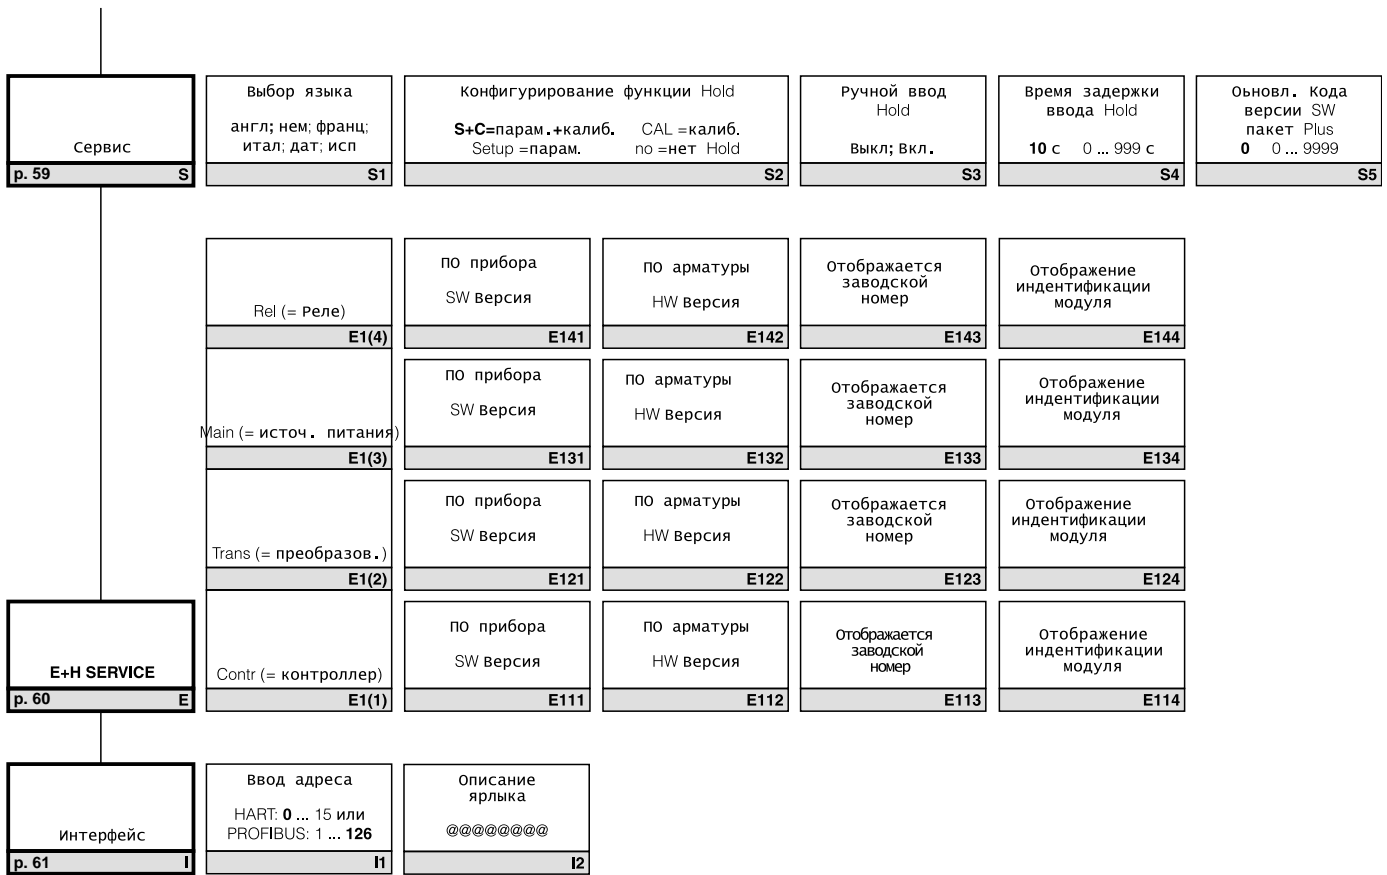 Сервис
p. 59 S
Выбор языка
англ; нем; франц;
итал; дат; исп
S1
Конфигурирование функции Hold
S+C=парам.+калиб. CAL =калиб.
Setup =парам. no =нет Hold
S2
Ручной ввод
Hold
Выкл; Вкл.
S3
Время задержки
ввода Hold
10 с 0 ... 999 с
S4
Оьновл. Кода
версии SW
пакет Plus
0 0 ... 9999
S5
Rel (= Реле)
E1(4)
ПО прибора
SW Версия
E141
ПО арматуры
HW Версия
E142
Отображается
заводской
номер
E143
Отображение
индентификации
модуля
E144
Main (= источ. питания)
E1(3)
ПО прибора
SW Версия
E131
ПО арматуры
HW Версия
E132
Отображается
заводской
номер
E133
Отображение
индентификации
модуля
E134
Trans (= преобразов.)
E1(2)
ПО прибора
SW Версия
E121
ПО арматуры
HW Версия
E122
Отображается
заводской
номер
E123
Отображение
индентификации
модуля
E124
E+H SERVICE
p. 60 E
Contr (= контроллер)
E1(1)
ПО прибора
SW Версия
E111
ПО арматуры
HW Версия
E112
Отображается
заводской
номер
E113
Отображение
индентификации
модуля
E114
Интерфейс
p. 61 I
Ввод адреса
HART: 0 ... 15 или
PROFIBUS: 1 ... 126
I1
Описание
ярлыка
@@@@@@@@
I2